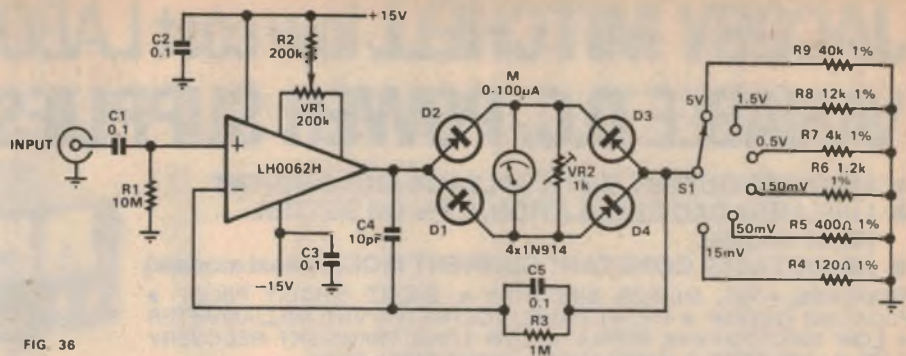 +15V
C2
0.1
R2
200k
VR1
200k
C1
0.1
INPUT
R1
10M
+
LH0062H
−
C3
0.1
−15V
C4
10pF
M
0-100µA
D2
D3
D1
D4
VR2
1k
4x1N914
C5
0.1
R3
1M
S1
5V
1.5V
0.5V
150mV
50mV
15mV
R9 40k 1%
R8 12k 1%
R7 4k 1%
R6 1.2k
1%
R5 400Ω 1%
R4 120Ω 1%
FIG. 36